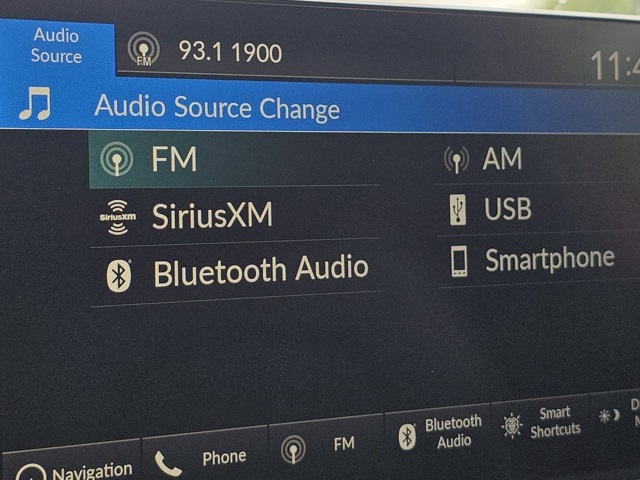 Audio
Source
FM
93.1 1900
11:4
Audio Source Change
FM
AM
SiriusXM
SiriusXM
USB
Bluetooth Audio
Smartphone
Navigation
Phone
FM
Bluetooth
Audio
Smart
Shortcuts